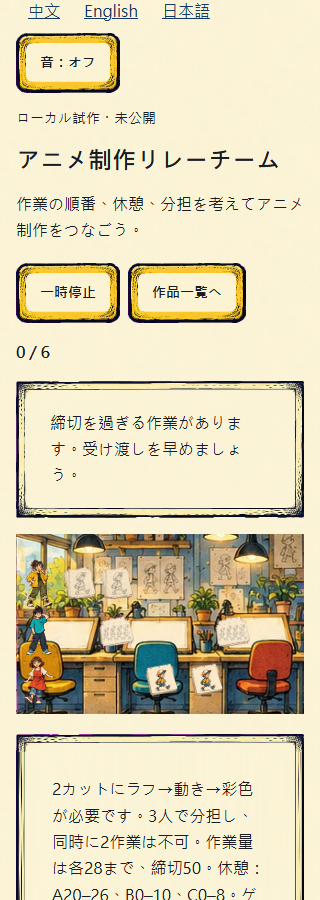 中文 English 日本語
音：オフ
ローカル試作・未公開
アニメ制作リレーチーム
作業の順番、休憩、分担を考えてアニメ
制作をつなごう。
一時停止 作品一覧へ
0 / 6
締切を過ぎる作業がありま
す。受け渡しを早めましょ
う。
2カットにラフ→動き→彩色
が必要です。3人で分担し、
同時に2作業は不可。作業量
は各28まで、締切50。休憩：
A20–26、B0–10、C0–8。ゲ